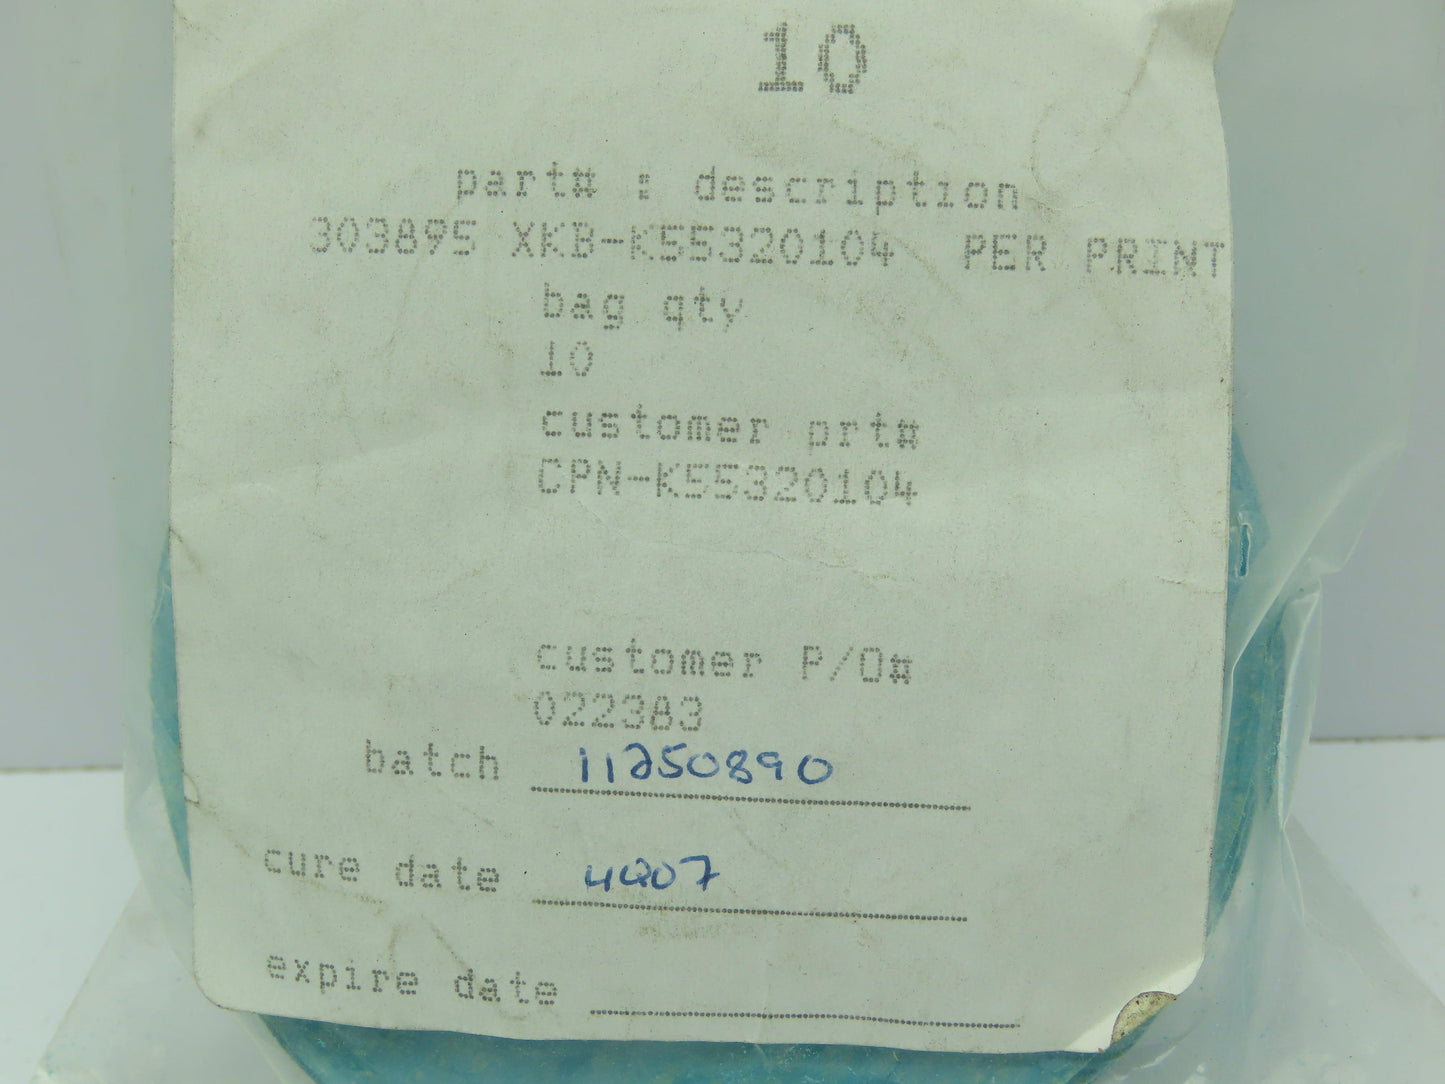 10
part# : description
303895 XKB-K55320104 PER PRINT
bag qty
10
customer prt#
CPN-K55320104
customer P/O#
022383
batch 11250890
cure date 4Q07
expire date